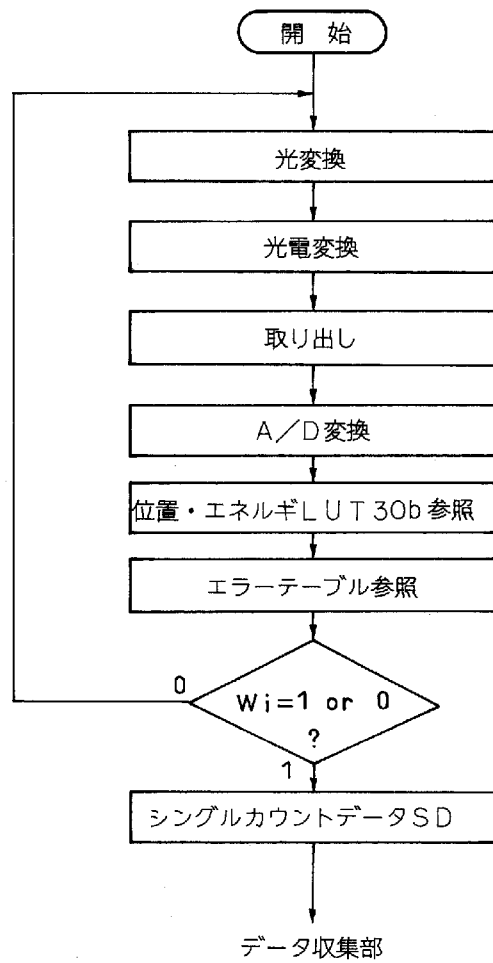 開始
光変換
光電変換
取り出し
A/D変換
位置・エネルギLUT30b参照
エラーテーブル参照
0
Wi=1 or 0
?
1
シングルカウントデータSD
データ収集部